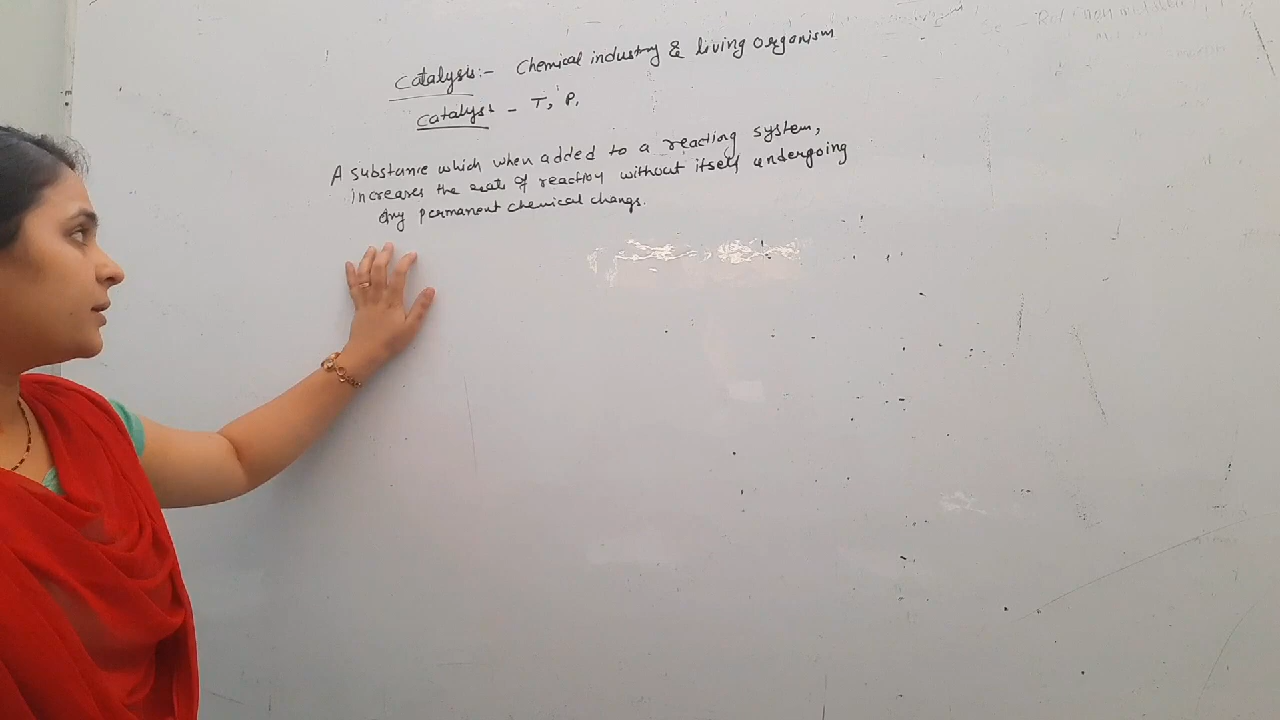 Catalysis:- Chemical industry & living organism
Catalyst - T, P,
A substance which when added to a reacting system,
increases the rate of reaction without itself undergoing
any permanent chemical change.